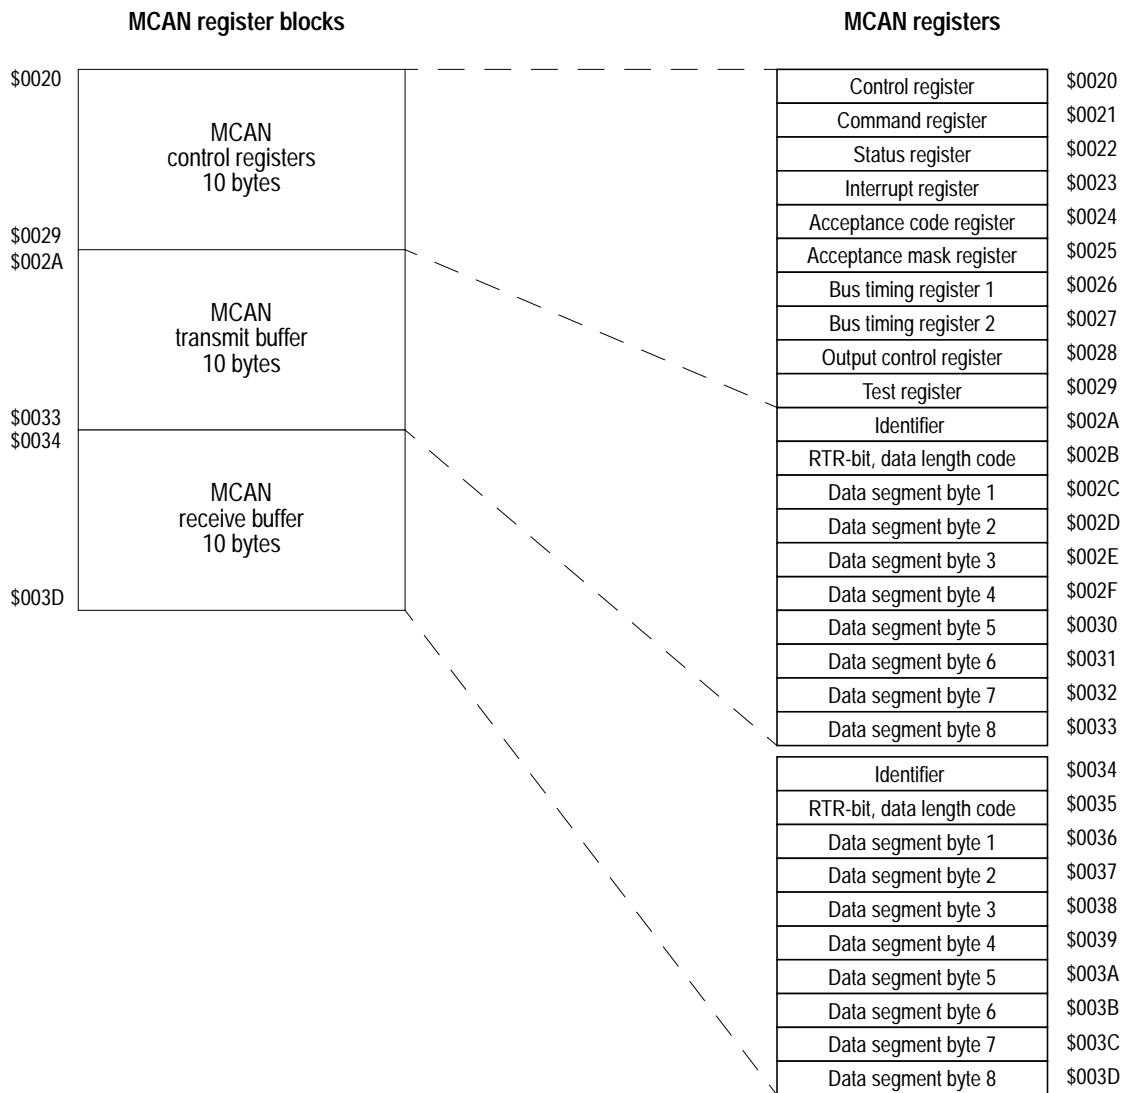 MCAN register blocks
$0020
MCAN
control registers
10 bytes
$0029
$002A
MCAN
transmit buffer
10 bytes
$0033
$0034
MCAN
receive buffer
10 bytes
$003D
MCAN registers
Control register $0020
Command register $0021
Status register $0022
Interrupt register $0023
Acceptance code register $0024
Acceptance mask register $0025
Bus timing register 1 $0026
Bus timing register 2 $0027
Output control register $0028
Test register $0029
Identifier $002A
RTR-bit, data length code $002B
Data segment byte 1 $002C
Data segment byte 2 $002D
Data segment byte 3 $002E
Data segment byte 4 $002F
Data segment byte 5 $0030
Data segment byte 6 $0031
Data segment byte 7 $0032
Data segment byte 8 $0033
Identifier $0034
RTR-bit, data length code $0035
Data segment byte 1 $0036
Data segment byte 2 $0037
Data segment byte 3 $0038
Data segment byte 4 $0039
Data segment byte 5 $003A
Data segment byte 6 $003B
Data segment byte 7 $003C
Data segment byte 8 $003D